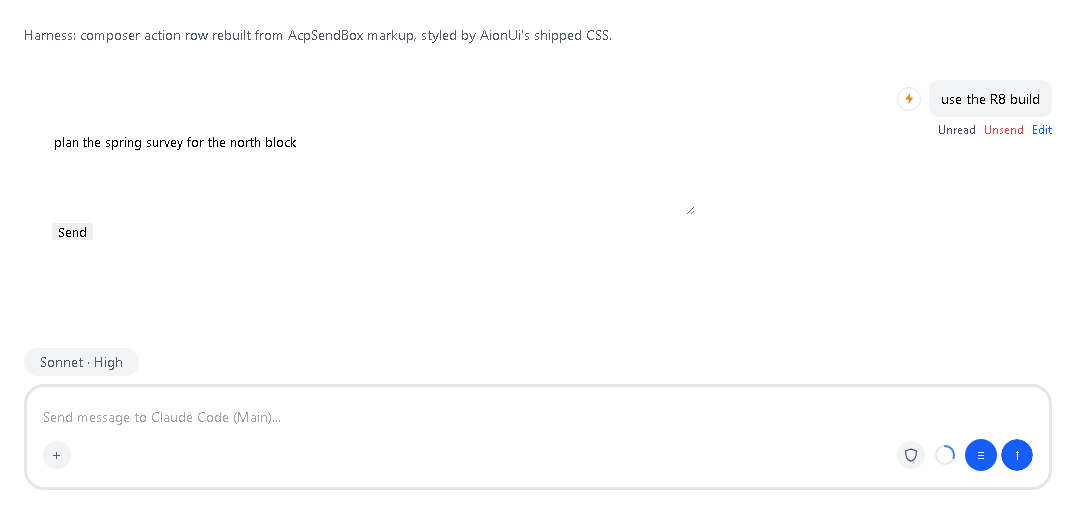 Harness: composer action row rebuilt from AcpSendBox markup, styled by AionUi's shipped CSS.
use the R8 build
Unread Unsend Edit
plan the spring survey for the north block
Send
Sonnet · High
Send message to Claude Code (Main)...